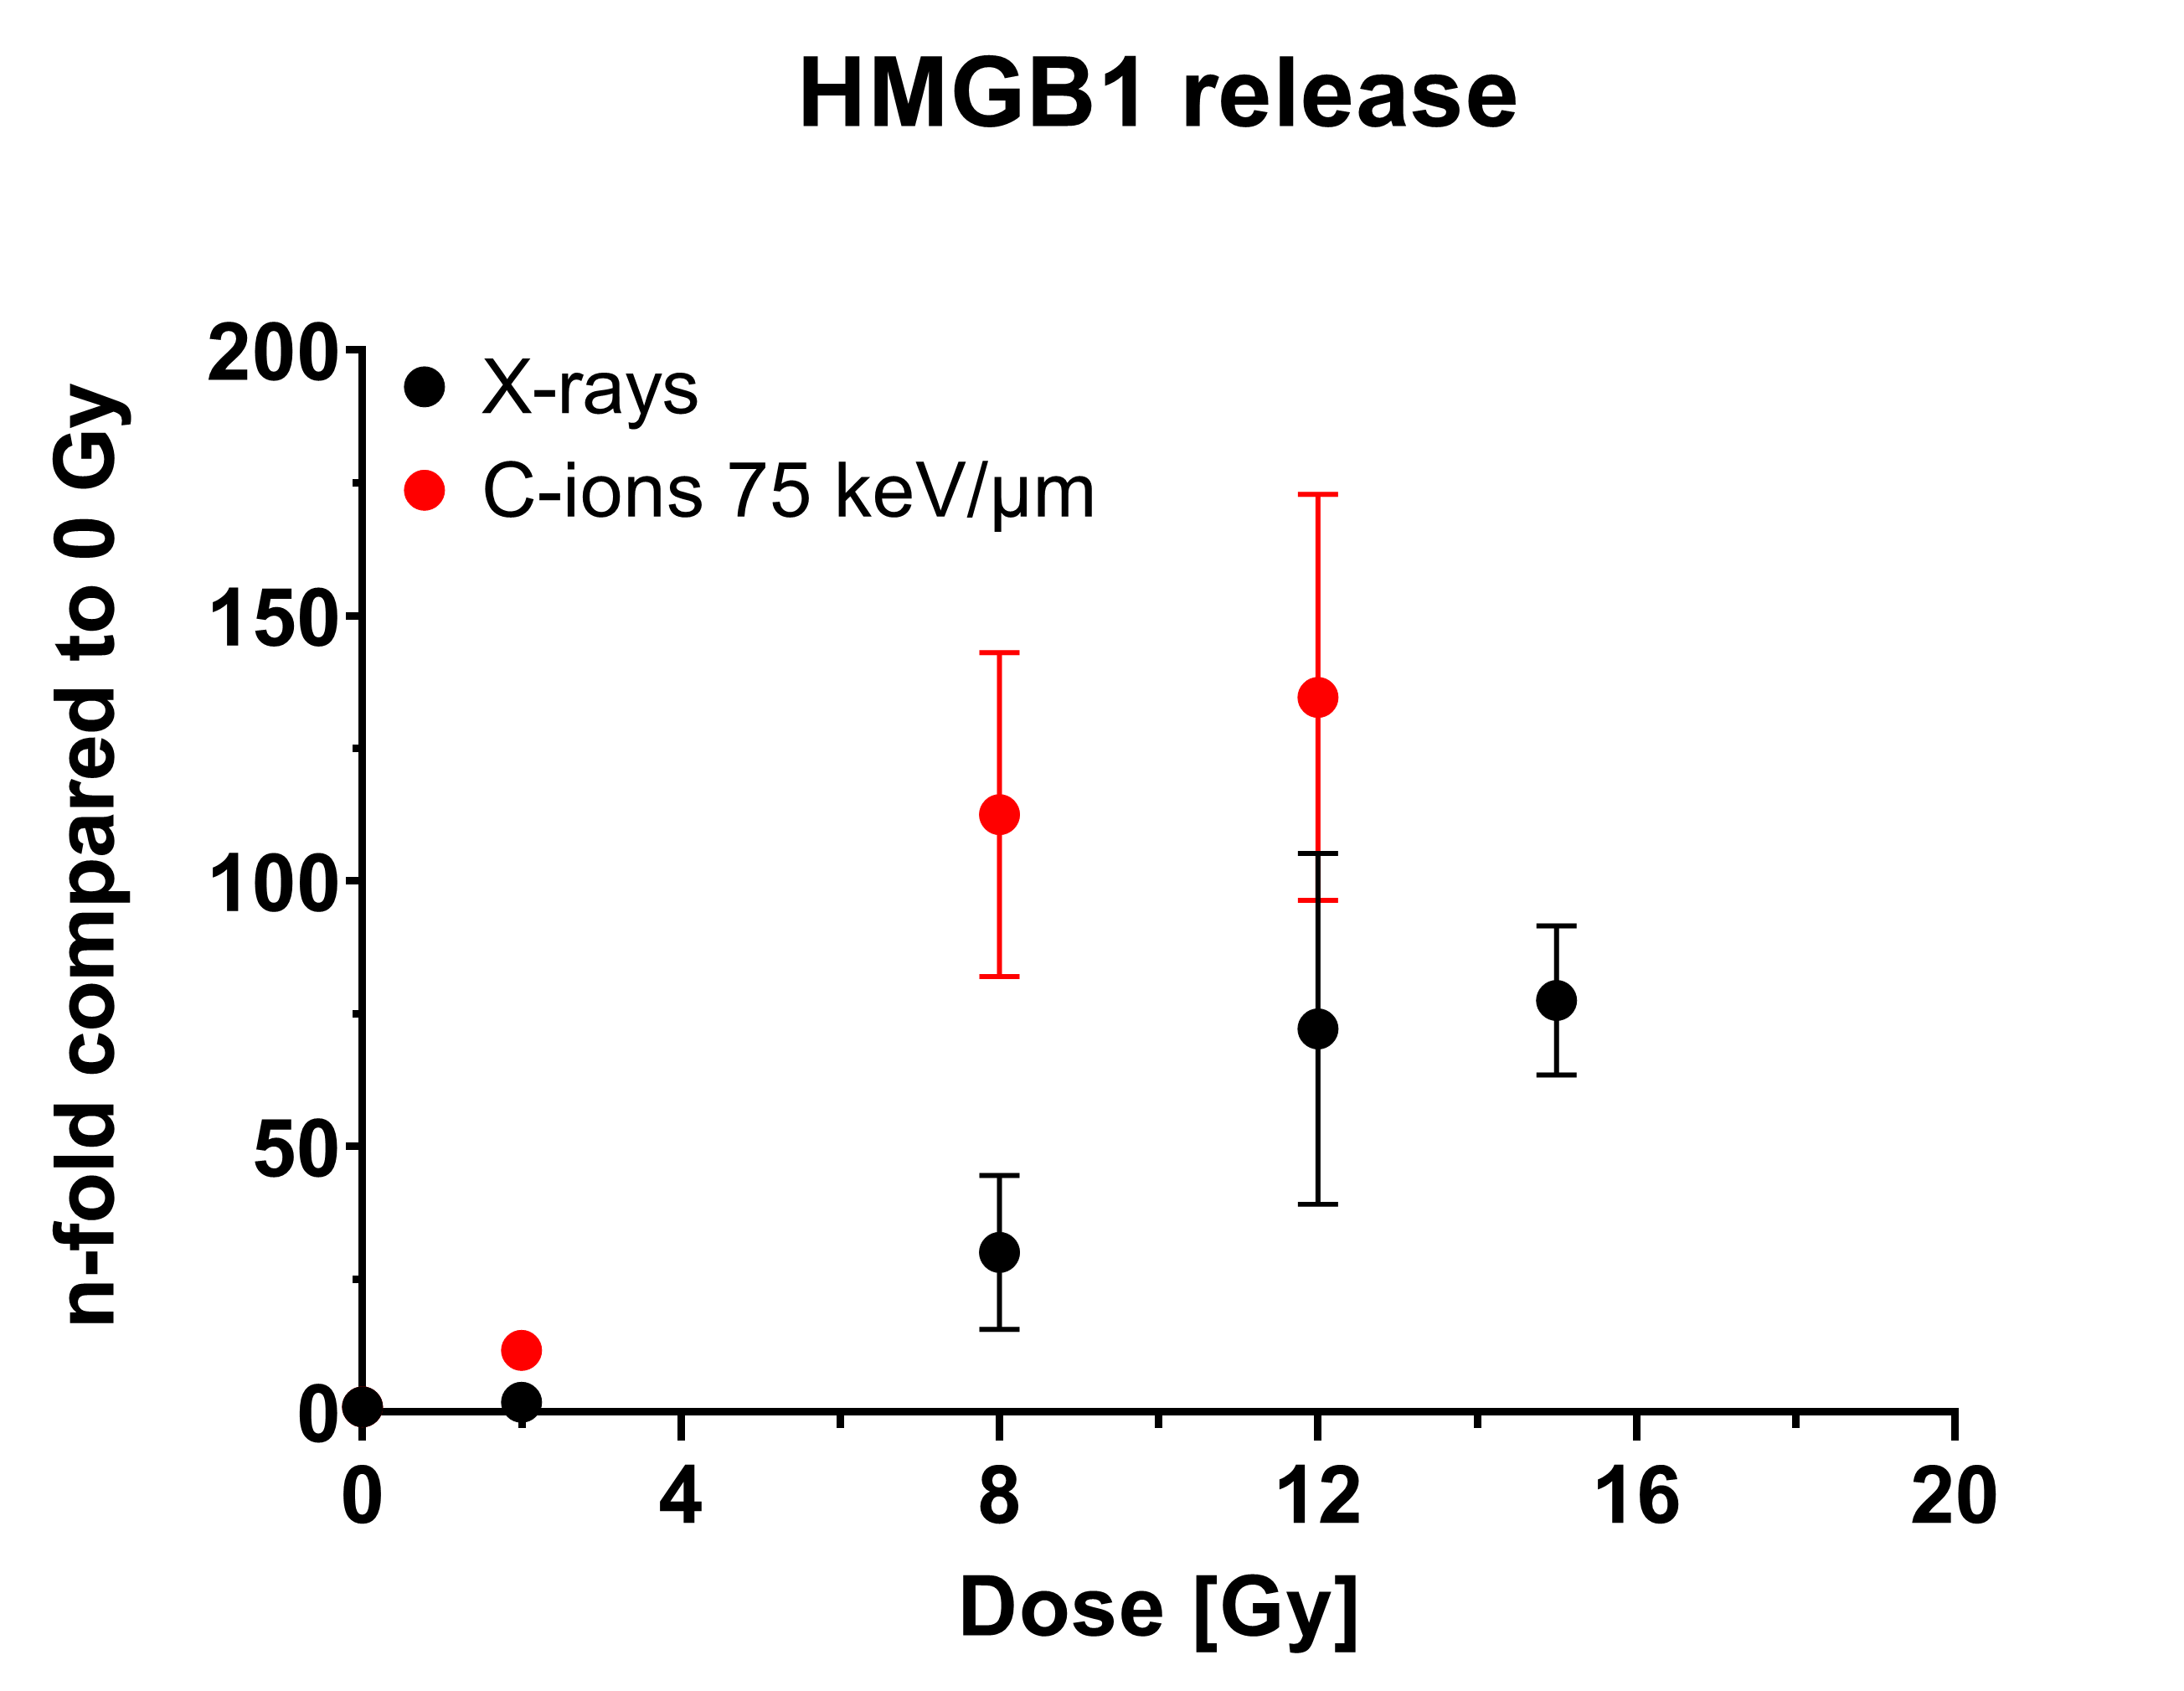 HMGB1 release
n-fold compared to 0 Gy
200
150
100
50
0
X-rays
C-ions 75 keV/µm
0 4 8 12 16 20
Dose [Gy]